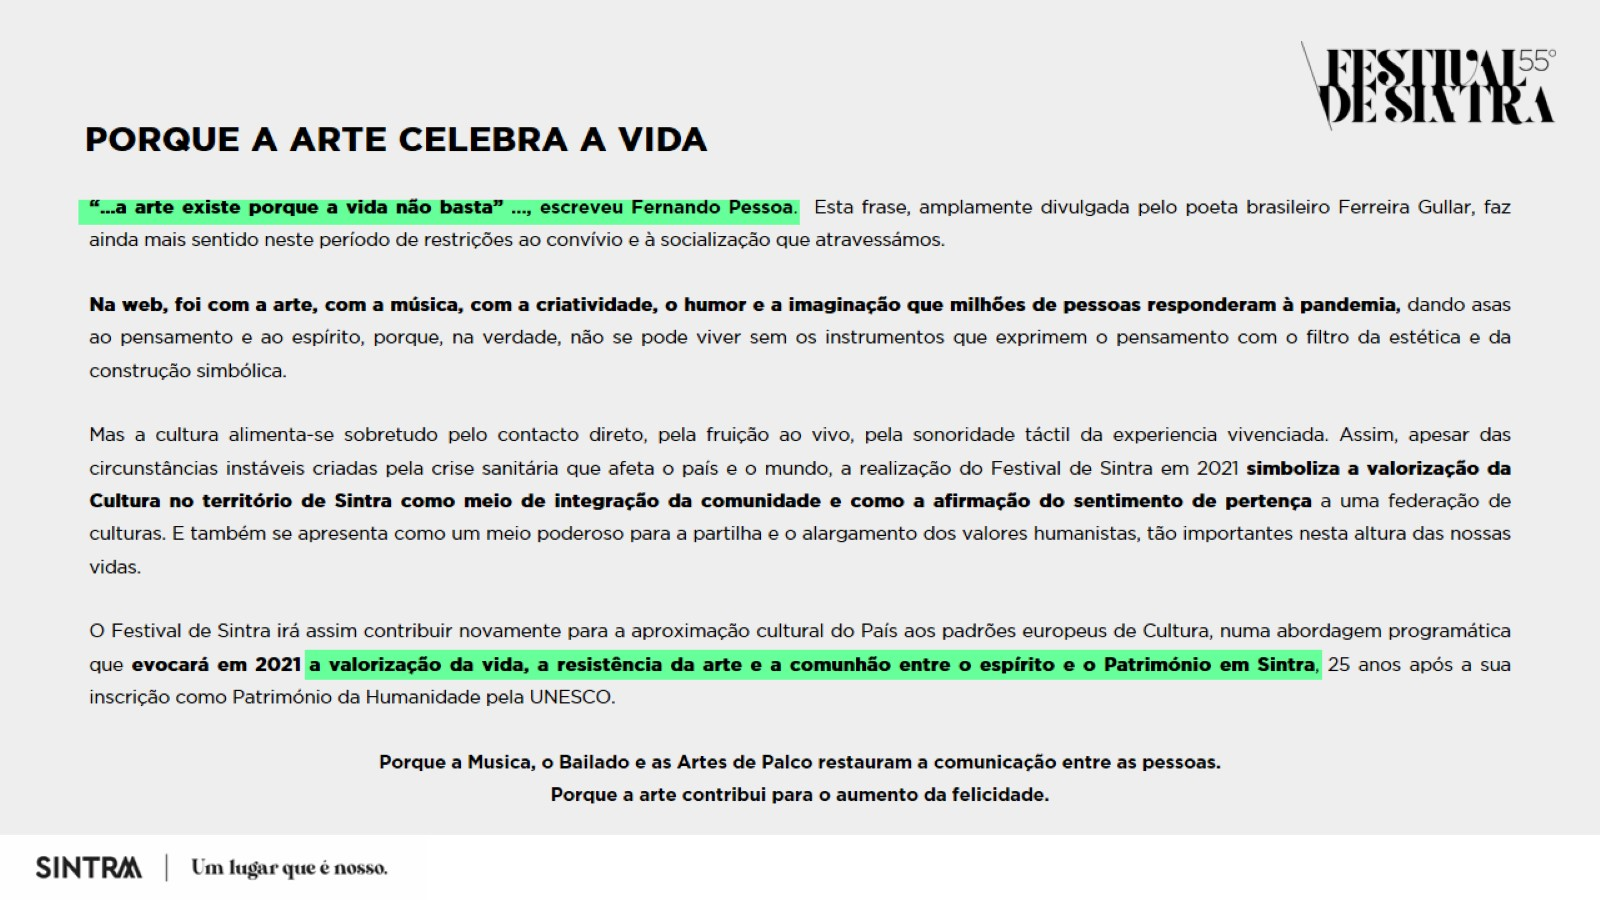 FESTIVAL 55º
DE SINTRA
PORQUE A ARTE CELEBRA A VIDA
“...a arte existe porque a vida não basta” ..., escreveu Fernando Pessoa. Esta frase, amplamente divulgada pelo poeta brasileiro Ferreira Gullar, faz
ainda mais sentido neste período de restrições ao convívio e à socialização que atravessámos.
Na web, foi com a arte, com a música, com a criatividade, o humor e a imaginação que milhões de pessoas responderam à pandemia, dando asas
ao pensamento e ao espírito, porque, na verdade, não se pode viver sem os instrumentos que exprimem o pensamento com o filtro da estética e da
construção simbólica.
Mas a cultura alimenta-se sobretudo pelo contacto direto, pela fruição ao vivo, pela sonoridade táctil da experiencia vivenciada. Assim, apesar das
circunstâncias instáveis criadas pela crise sanitária que afeta o país e o mundo, a realização do Festival de Sintra em 2021 simboliza a valorização da
Cultura no território de Sintra como meio de integração da comunidade e como a afirmação do sentimento de pertença a uma federação de
culturas. E também se apresenta como um meio poderoso para a partilha e o alargamento dos valores humanistas, tão importantes nesta altura das nossas
vidas.
O Festival de Sintra irá assim contribuir novamente para a aproximação cultural do País aos padrões europeus de Cultura, numa abordagem programática
que evocará em 2021 a valorização da vida, a resistência da arte e a comunhão entre o espírito e o Património em Sintra, 25 anos após a sua
inscrição como Património da Humanidade pela UNESCO.
Porque a Musica, o Bailado e as Artes de Palco restauram a comunicação entre as pessoas.
Porque a arte contribui para o aumento da felicidade.
SINTRA | Um lugar que é nosso.